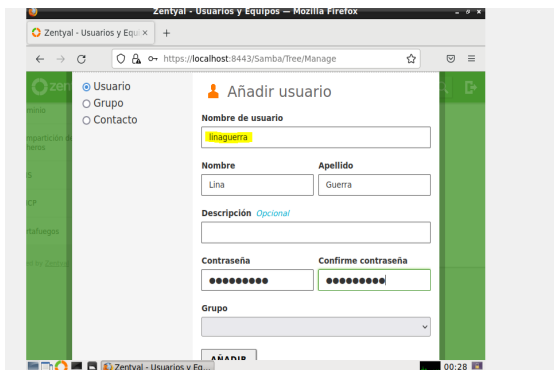 Zentyal - Usuarios y Equipos — Mozilla Firefox
Zentyal - Usuarios y Equi × +
https://localhost:8443/Samba/Tree/Manage
Usuario
Grupo
Contacto
Añadir usuario
Nombre de usuario
linaguerra
Nombre Apellido
Lina Guerra
Descripción Opcional
Contraseña Confirme contraseña
Grupo
AÑADIR
Zentyal - Usuarios y Eq... 00:28